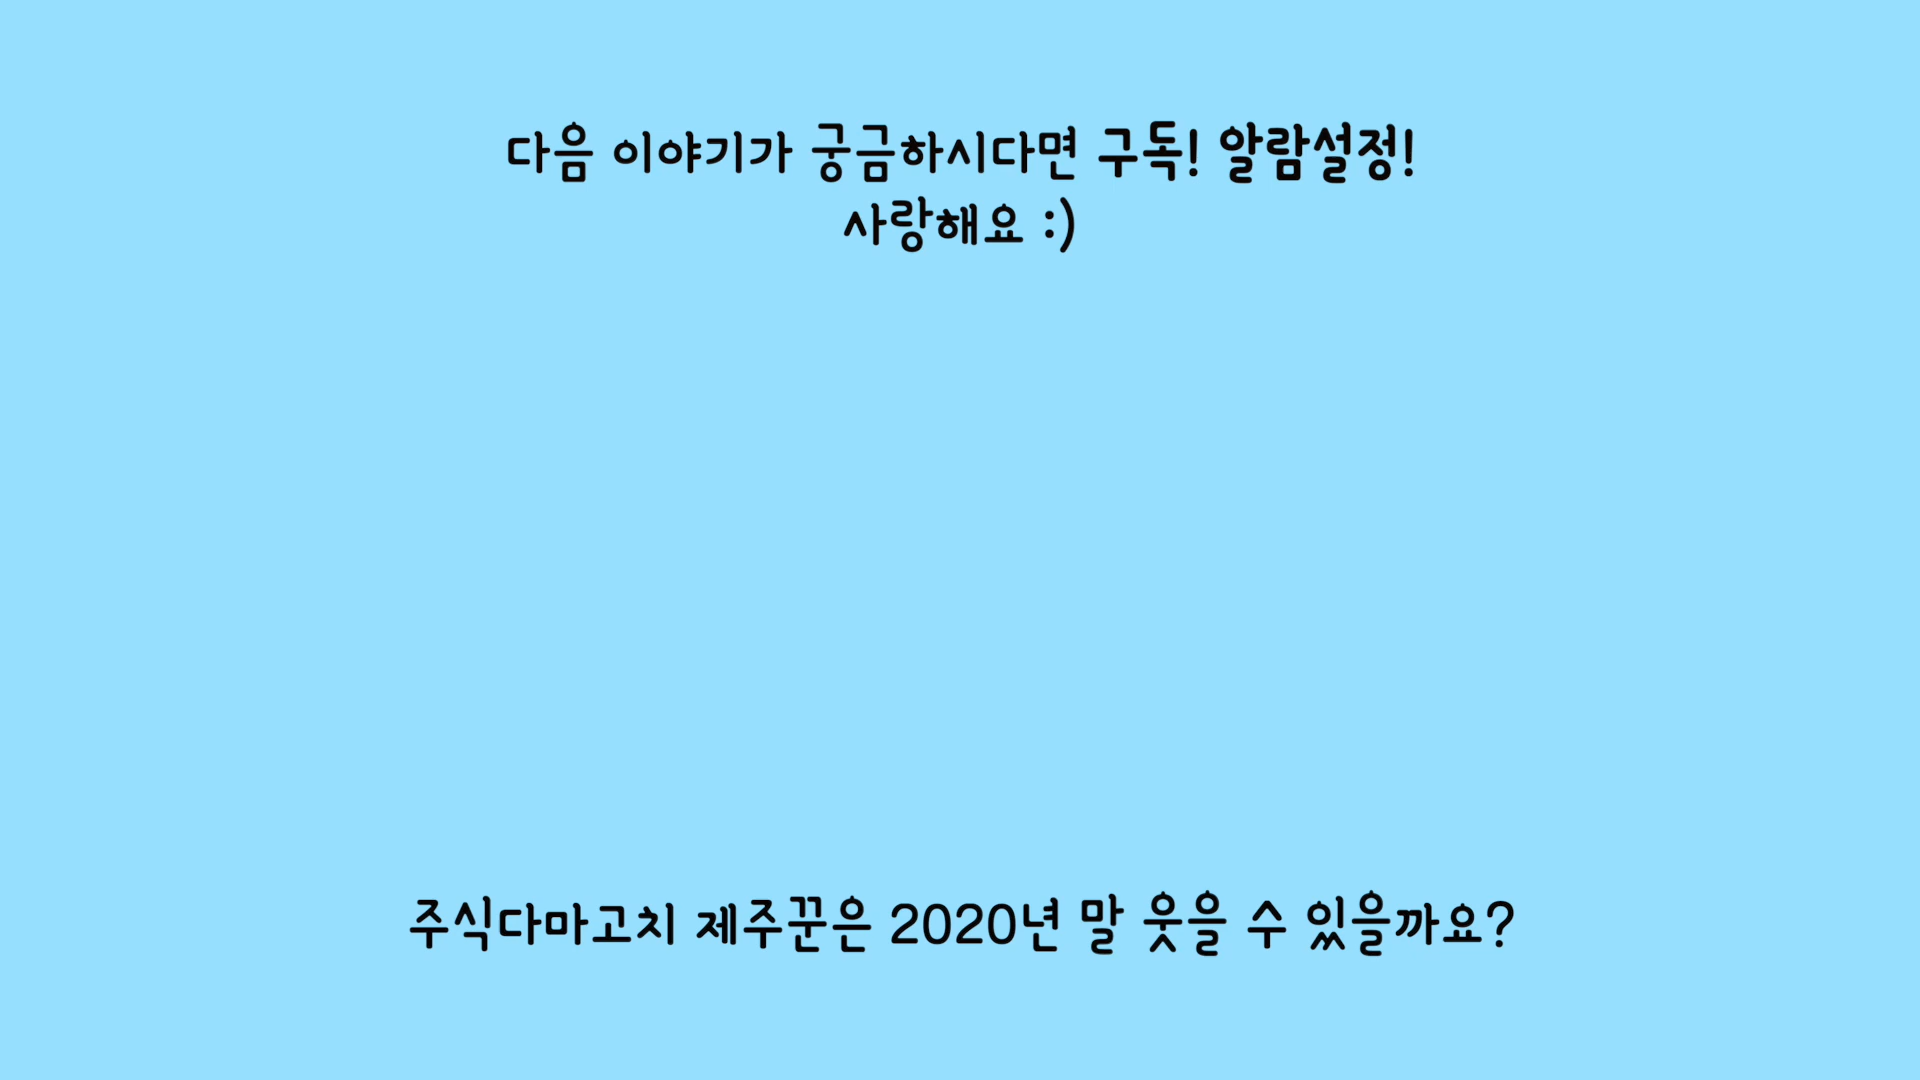 다음 이야기가 궁금하시다면 구독! 알람설정!
사랑해요 :)
주식다마고치 제주꾼은 2020년 말 웃을 수 있을까요?